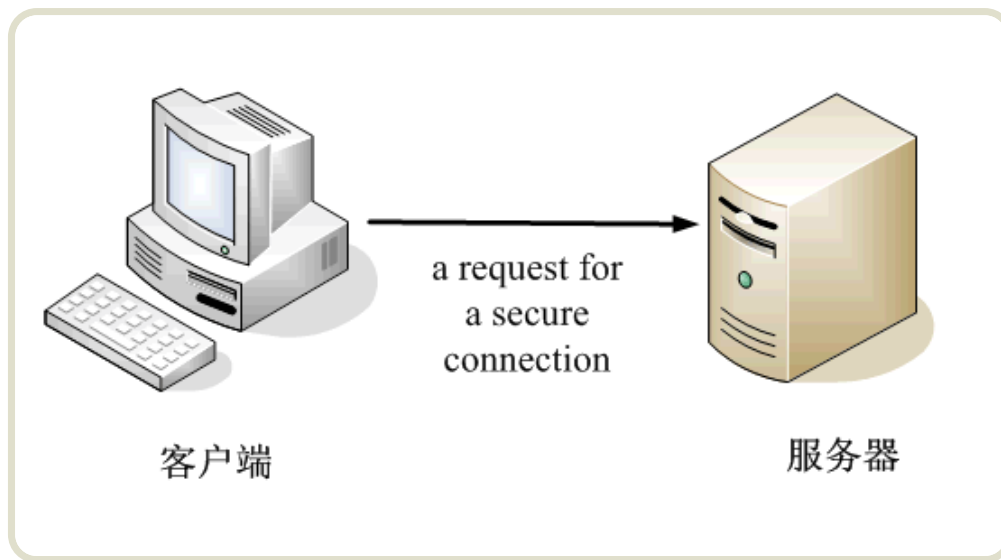 a request for
a secure
connection
客户端
服务器